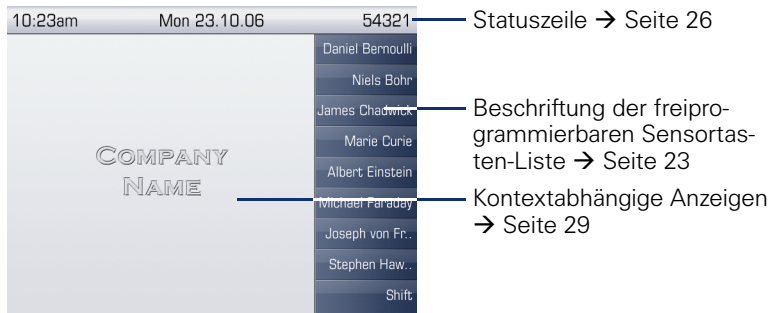 10:23am Mon 23.10.06 54321
Statuszeile → Seite 26
Daniel Bernoulli
Niels Bohr
James Chadwick
Marie Curie
Albert Einstein
Michael Faraday
Joseph von Fr..
Stephen Haw..
Shift
COMPANY
NAME
Beschriftung der freipro-
grammierbaren Sensortas-
ten-Liste → Seite 23
Kontextabhängige Anzeigen
→ Seite 29